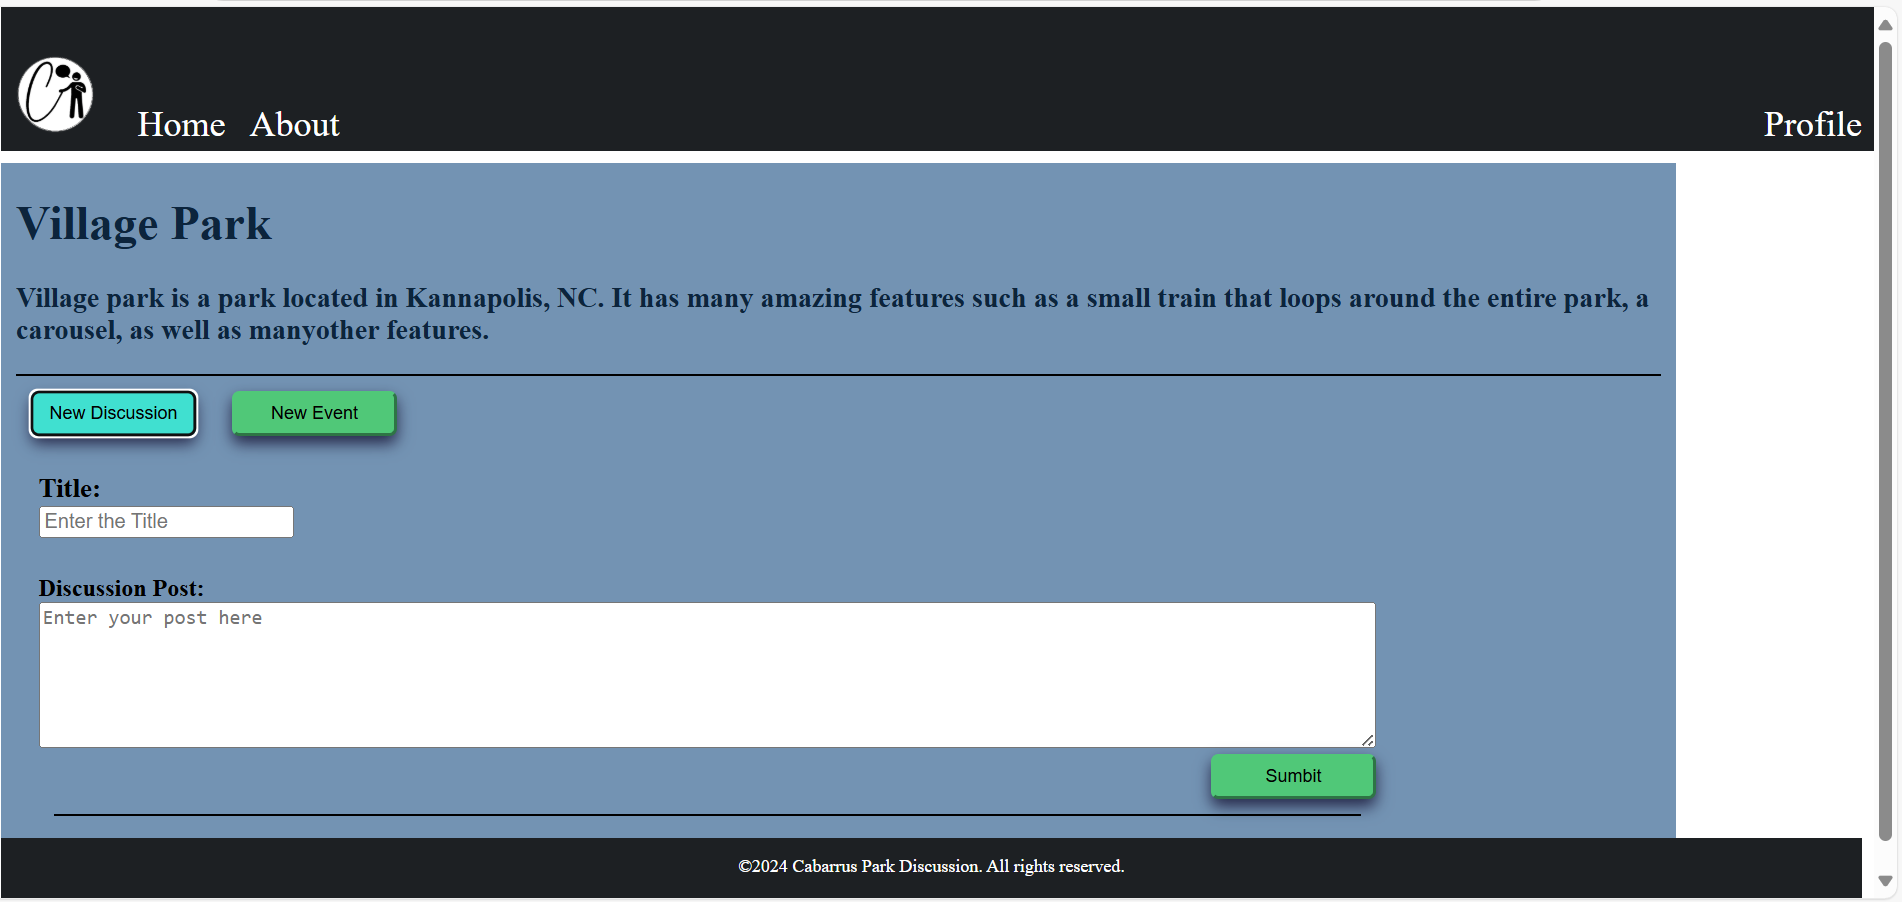 Home About Profile
Village Park
Village park is a park located in Kannapolis, NC. It has many amazing features such as a small train that loops around the entire park, a
carousel, as well as manyother features.
New Discussion New Event
Title:
Enter the Title
Discussion Post:
Enter your post here
Sumbit
©2024 Cabarrus Park Discussion. All rights reserved.